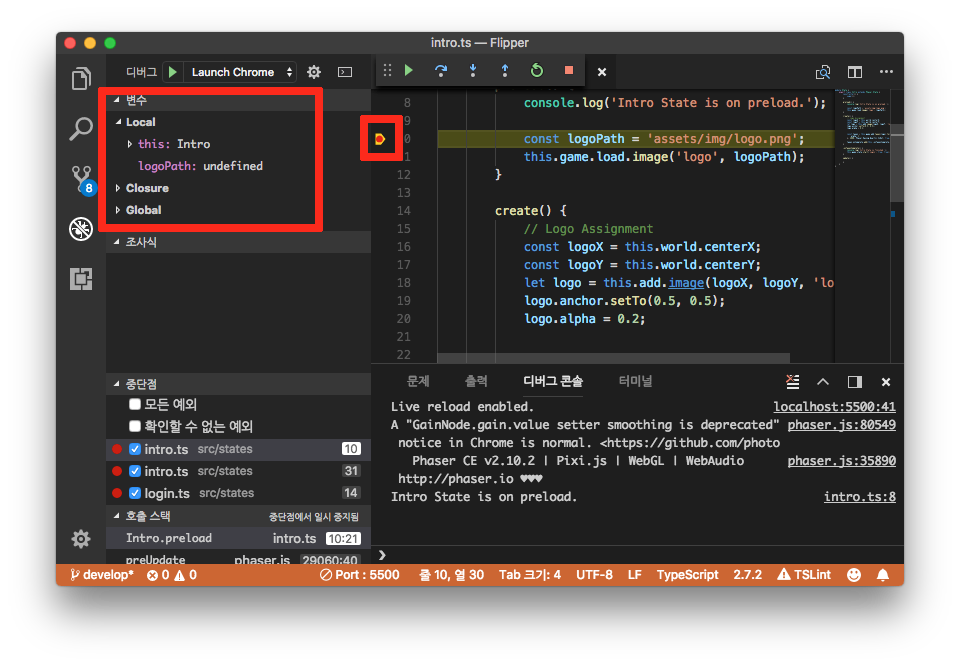 intro.ts — Flipper
디버그 Launch Chrome
변수
Local
this: Intro
logoPath: undefined
Closure
Global
조사식
8
중단점
모든 예외
확인할 수 없는 예외
intro.ts src/states 10
intro.ts src/states 31
login.ts src/states 14
호출 스택 중단점에서 일시 중지됨
Intro.preload intro.ts 10:21
preUpdate phaser.js 29060:40
8 console.log('Intro State is on preload.');
9
10 const logoPath = 'assets/img/logo.png';
11 this.game.load.image('logo', logoPath);
12 }
13
14 create() {
15 // Logo Assignment
16 const logoX = this.world.centerX;
17 const logoY = this.world.centerY;
18 let logo = this.add.image(logoX, logoY, 'lo
19 logo.anchor.setTo(0.5, 0.5);
20 logo.alpha = 0.2;
21
22
문제 출력 디버그 콘솔 터미널
Live reload enabled. localhost:5500:41
A "GainNode.gain.value setter smoothing is deprecated" phaser.js:80549
notice in Chrome is normal. <https://github.com/photo
Phaser CE v2.10.2 | Pixi.js | WebGL | WebAudio phaser.js:35890
http://phaser.io ♥♥♥
Intro State is on preload. intro.ts:8
develop* 0 0 Port : 5500 줄 10, 열 30 Tab 크기: 4 UTF-8 LF TypeScript 2.7.2 TSLint